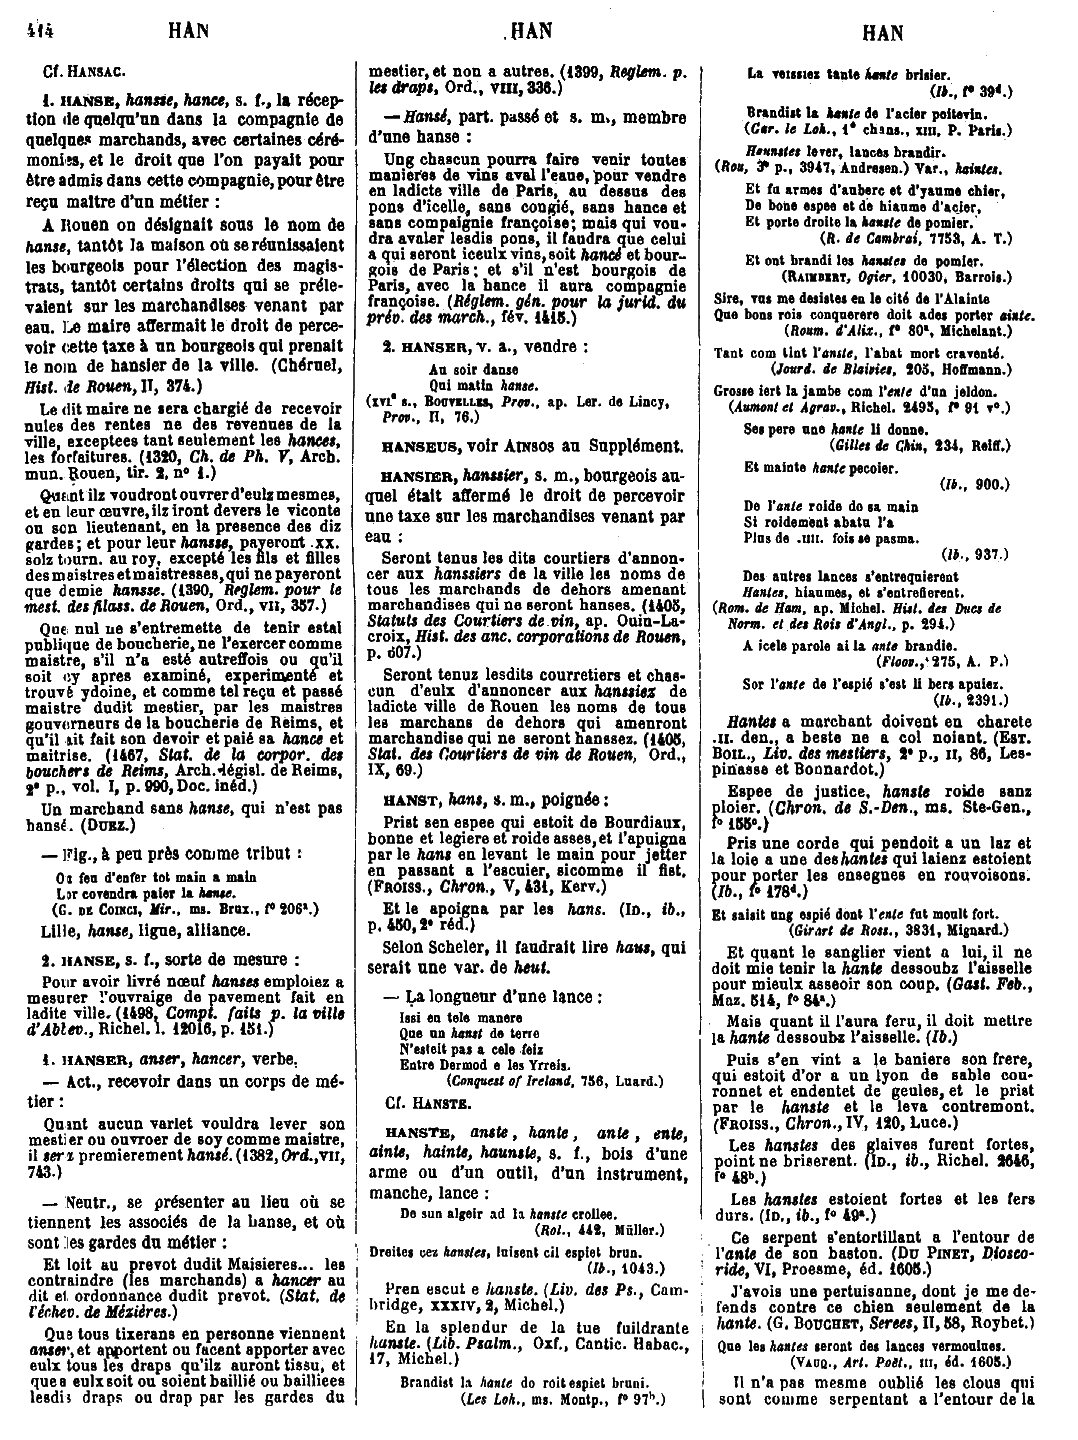 414 HAN HAN HAN
Cf. HANSAC.
1. HANSE, hansse, hance, s. f., la récep-
tion de quelqu'un dans la compagnie de
quelques marchands, avec certaines céré-
monies, et le droit que l'on payait pour
être admis dans cette compagnie, pour être
reçu maître d'un métier :
A Rouen on désignait sous le nom de
hanse, tantôt la maison où se réunissaient
les bourgeois pour l'élection des magis-
trats, tantôt certains droits qui se préle-
vaient sur les marchandises venant par
eau. Le maire affermait le droit de perce-
voir cette taxe à un bourgeois qui prenait
le nom de hansier de la ville. (Chéruel,
Hist. de Rouen, II, 374.)
Le dit maire ne sera chargié de recevoir
nules des rentes ne des revenues de la
ville, exceptees tant seulement les hances,
les forfaitures. (1320, Ch. de Ph. V, Arch.
mun. Rouen, tir. 2, n° 1.)
Quant ilz voudront ouvrer d'eulz mesmes,
et en leur œuvre, ilz iront devers le viconte
ou son lieutenant, en la presence des diz
gardes ; et pour leur hansse, payeront .xx.
solz tourn. au roy, excepté les fils et filles
des maistres et maistresses, qui ne payeront
que demie hansse. (1390, Reglem. pour le
mest. des filass. de Rouen, Ord., VII, 357.)
Que nul ne s'entremette de tenir estal
publique de boucherie, ne l'exercer comme
maistre, s'il n'a esté autreffois ou qu'il
soit cy apres examiné, experimenté et
trouvé ydoine, et comme tel reçu et passé
maistre dudit mestier, par les maistres
gouverneurs de la boucherie de Reims, et
qu'il ait fait son devoir et paié sa hance et
maitrise. (1467, Stat. de la corpor. des
bouchers de Reims, Arch. législ. de Reims,
2e p., vol. I, p. 990, Doc. inéd.)
Un marchand sans hanse, qui n'est pas
hansé. (DUEZ.)
— Fig., à peu près comme tribut :
Ou feu d'enfer tot main a main
Lor covendra paier la hanse.
(G. DE COINCI, Mir., ms. Brux., f° 206a.)
Lille, hanse, ligne, alliance.
2. HANSE, s. f., sorte de mesure :
Pour avoir livré nœuf hanses emploiez a
mesurer l'ouvraige de pavement fait en
ladite ville. (1498, Compt. faits p. la ville
d'Ablev., Richel. l. 12016, p. 151.)
1. HANSER, anser, hancer, verbe.
— Act., recevoir dans un corps de mé-
tier :
Quant aucun varlet vouldra lever son
mestier ou ouvroer de soy comme maistre,
il sera premierement hansé. (1382, Ord., VII,
743.)
— Neutr., se présenter au lieu où se
tiennent les associés de la hanse, et où
sont les gardes du métier :
Et loit au prevot dudit Maisieres... les
contraindre (les marchands) a hancer au
dit et ordonnance dudit prevot. (Stat. de
l'échev. de Mézières.)
Que tous tixerans en personne viennent
anser, et apportent ou facent apporter avec
eulx tous les draps qu'ilz auront tissu, et
que s eulx soit ou soient baillié ou bailliees
lesdis draps ou drap par les gardes du
mestier, et non a autres. (1399, Reglem. p.
les draps, Ord., VIII, 336.)
— Hansé, part. passé et s. m., membre
d'une hanse :
Ung chascun pourra faire venir toutes
manieres de vins aval l'eaue, pour vendre
en ladicte ville de Paris, au dessus des
pons d'icelle, sans congié, sans hance et
sans compaignie françoise; mais qui vou-
dra avaler lesdis pons, il faudra que celui
a qui seront iceulx vins, soit hancé et bour-
gois de Paris ; et s'il n'est bourgois de
Paris, avec la hance il aura compagnie
françoise. (Réglem. gén. pour la jurid. du
prév. des march., fév. 1415.)
2. HANSER, v. a., vendre :
Au soir danse
Qui matin hanse.
(XVIe s., BOUVELLES, Prov., ap. Ler. de Lincy,
Prov., II, 76.)
HANSEUS, voir AINSOS au Supplément.
HANSIER, hanssier, s. m., bourgeois au-
quel était affermé le droit de percevoir
une taxe sur les marchandises venant par
eau :
Seront tenus les dits courtiers d'annon-
cer aux hanssiers de la ville les noms de
tous les marchands de dehors amenant
marchandises qui ne seront hanses. (1405,
Statuts des Courtiers de vin, ap. Ouin-La-
croix, Hist. des anc. corporations de Rouen,
p. 607.)
Seront tenuz lesdits courretiers et chas-
cun d'eulx d'annoncer aux hanssiez de
ladicte ville de Rouen les noms de tous
les marchans de dehors qui amenront
marchandise qui ne seront hanssez. (1405,
Stat. des Courtiers de vin de Rouen, Ord.,
IX, 69.)
HANST, hans, s. m., poignée :
Prist sen espee qui estoit de Bourdiaux,
bonne et legiere et roide asses, et l'apuigna
par le hans en levant le main pour jetter
en passant a l'escuier, sicomme il fist.
(FROISS., Chron., V, 431, Kerv.)
Et le apoigna par les hans. (ID., ib.,
p. 450, 2e réd.)
Selon Scheler, il faudrait lire haus, qui
serait une var. de heut.
— La longueur d'une lance :
Issi en tele manere
Que un hanst de terre
N'esteit pas a cele feiz
Entre Dermod e les Yrreis.
(Conquest of Ireland, 756, Luard.)
Cf. HANSTE.
HANSTE, anste, hante, ante, ente,
ainte, hainte, haunste, s. f., bois d'une
arme ou d'un outil, d'un instrument,
manche, lance :
De sun algeir ad la hanste crollee.
(Rol., 442, Müller.)
Dreites cez hanstes, luisent cil espiet brun.
(Ib., 1043.)
Pren escut e hanste. (Liv. des Ps., Cam-
bridge, XXXIV, 2, Michel.)
En la splendur de la tue fuildrante
hanste. (Lib. Psalm., Oxf., Cantic. Habac.,
17, Michel.)
Brandist la hante do roit espiet bruni.
(Les Loh., ms. Montp., f° 97b.)
La veissiez tante hante brisier.
(Ib., f° 39d.)
Brandist la hante de l'acier poitevin.
(Gar. le Loh., 1e chans., XIII, P. Paris.)
Haunstes lever, lances brandir.
(Rou, 3e p., 3947, Andresen.) Var., haintes.
Et fu armes d'auberc et d'yaume chier,
De bone espee et de hiaume d'acier,
Et porte droite la hanste de pomier.
(R. de Cambrai, 7753, A. T.)
Et ont brandi les hanstes de pomier.
(RAIMBERT, Ogier, 10030, Barrois.)
Sire, vus me desistes en le cité de l'Alainte
Que bons rois conquerere doit ades porter ainte.
(Roum. d'Alix., f° 80a, Michelant.)
Tant com tint l'anste, l'abat mort craventé.
(Jourd. de Blaivies, 205, Hoffmann.)
Grosse iert la jambe com l'ente d'un jeldon.
(Aumont et Agrav., Richel. 2495, f° 91 v°.)
Ses pere une hante li donne.
(Gilles de Chin, 234, Reiff.)
Et mainte hante pecoier.
(Ib., 900.)
De l'ante roide de sa main
Si roidement abatu l'a
Plus de .IIII. fois se pasma.
(Ib., 937.)
Des autres lances s'entrequierent
Hantes, hiaumes, et s'entrefierent.
(Rom. de Ham, ap. Michel. Hist. des Ducs de
Norm. et des Rois d'Angl., p. 294.)
A icele parole ai la ante brandie.
(Floov., 275, A. P.)
Sor l'ante de l'espié s'est li bers apuiez.
(Ib., 2391.)
Hantes a marchant doivent en charete
.II. den., a beste ne a col noiant. (EST.
BOIL., Liv. des mestiers, 2e p., II, 86, Les-
pinasse et Bonnardot.)
Espee de justice, hanste roide sanz
ploier. (Chron. de S.-Den., ms. Ste-Gen.,
f° 155c.)
Pris une corde qui pendoit a un laz et
la loie a une des hantes qui laienz estoient
pour porter les ensegnes en rouvoisons.
(Ib., f° 178d.)
Et saisit ung espié dont l'ente fut moult fort.
(Girart de Ross., 3831, Mignard.)
Et quant le sanglier vient a lui, il ne
doit mie tenir la hante dessoubz l'aisselle
pour mieulx asseoir son coup. (Gast. Feb.,
Maz. 514, f° 84a.)
Mais quant il l'aura feru, il doit mettre
la hante dessoubz l'aisselle. (Ib.)
Puis s'en vint a le baniere son frere,
qui estoit d'or a un lyon de sable cou-
ronnet et endentet de geules, et le prist
par le hanste et le leva contremont.
(FROISS., Chron., IV, 120, Luce.)
Les hanstes des glaives furent fortes,
point ne briserent. (ID., ib., Richel. 2646,
f° 48b.)
Les hanstes estoient fortes et les fers
durs. (ID., ib., f° 49a.)
Ce serpent s'entortillant a l'entour de
l'ante de son baston. (DU PINET, Diosco-
ride, VI, Proesme, éd. 1605.)
J'avois une pertuisanne, dont je me de-
fends contre ce chien seulement de la
hante. (G. BOUCHET, Serees, II, 58, Roybet.)
Que les hantes seront des lances vermoulues.
(VAUQ., Art. Poët., III, éd. 1605.)
Il n'a pas mesme oublié les clous qui
sont comme serpentant a l'entour de la